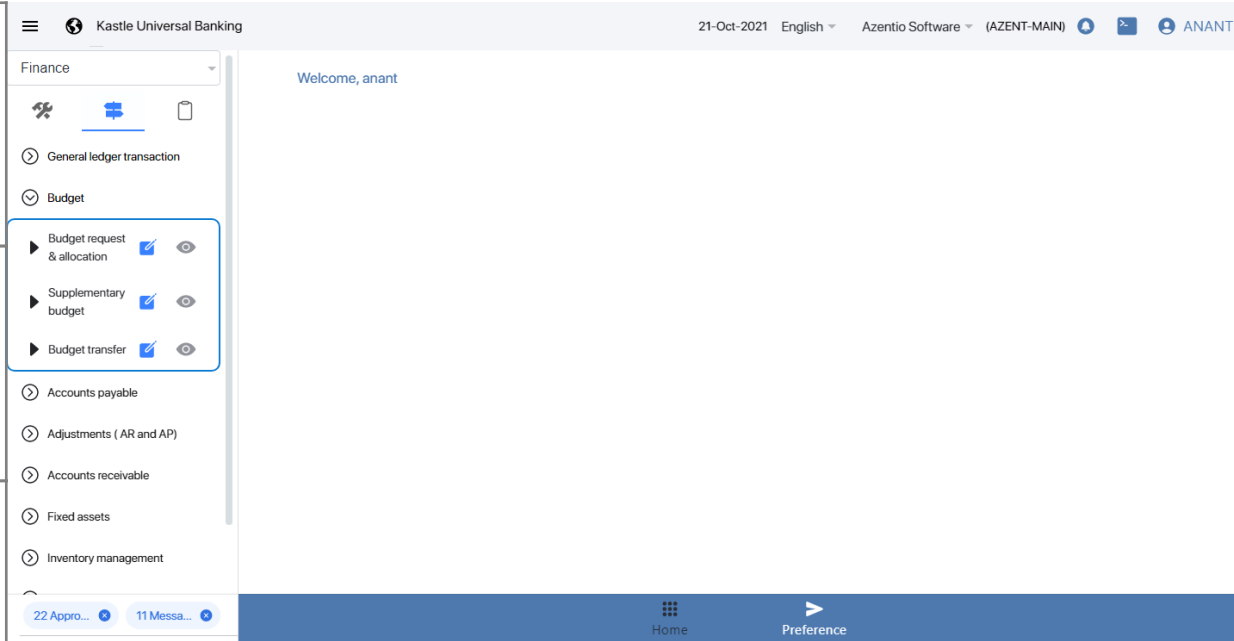 Kastle Universal Banking
21-Oct-2021 English Azentio Software (AZENT-MAIN) ANANT
Finance
Welcome, anant
General ledger transaction
Budget
Budget request
& allocation
Supplementary
budget
Budget transfer
Accounts payable
Adjustments ( AR and AP)
Accounts receivable
Fixed assets
Inventory management
22 Appro... 11 Messa...
Home
Preference